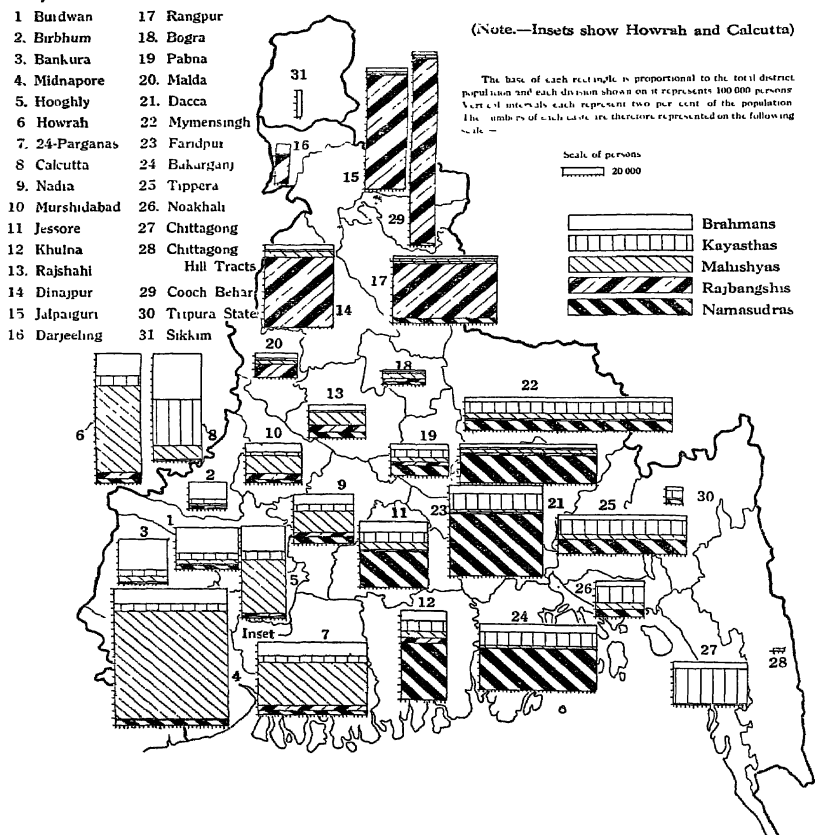 1 Burdwan
2. Birbhum
3. Bankura
4. Midnapore
5. Hooghly
6 Howrah
7. 24-Parganas
8 Calcutta
9. Nadia
10 Murshidabad
11 Jessore
12 Khulna
13. Rajshahi
14 Dinajpur
15 Jalpaiguri
16 Darjeeling
17 Rangpur
18. Bogra
19 Pabna
20. Malda
21. Dacca
22 Mymensingh
23 Faridpur
24 Bakarganj
25 Tippera
26. Noakhali
27 Chittagong
28 Chittagong
Hill Tracts
29 Cooch Behar
30 Tripura State
31 Sikkim
(Note.—Insets show Howrah and Calcutta)
The base of each rectangle is proportional to the total district
population and each division shown on it represents 100 000 persons
Vertical intervals each represent two per cent of the population
The numbers of each caste are therefore represented on the following
scale —
Scale of persons
20 000
Brahmans
Kayasthas
Mahishyas
Rajbangshis
Namasudras
31
16
15
29
17
14
20
18
22
13
6
8
10
19
2
9
30
3
1
11
23
21
25
5
26
12
Inset
7
24
4
27
28